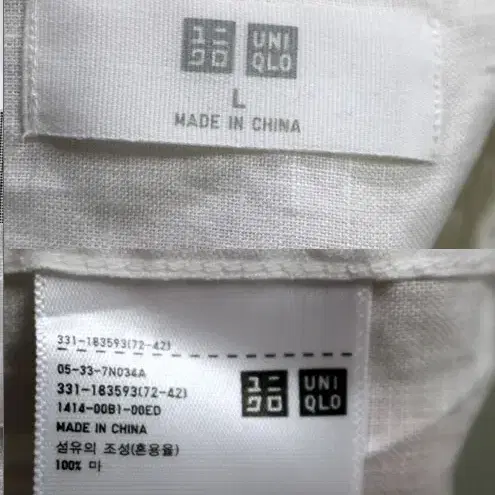 ユニ UNI
クロ QLO
L
MADE IN CHINA
331-183593(72-42)
05-33-7N034A
331-183593(72-42)
1414-00B1-00ED
ユニ UNI
クロ QLO
MADE IN CHINA
섬유의 조성(혼용율)
100% 마